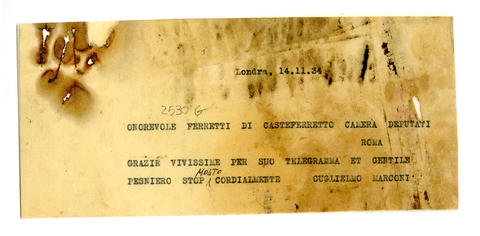 Londra, 14.11.34.
2530 G
ONOREVOLE FERRETTI DI CASTEFERRETTO CAMERA DEPUTATI
ROMA
GRAZIE VIVISSIME PER SUO TELEGRAMMA ET GENTILE
MOLTO
PESNIERO STOP CORDIALMENTE GUGLIELMO MARCONI